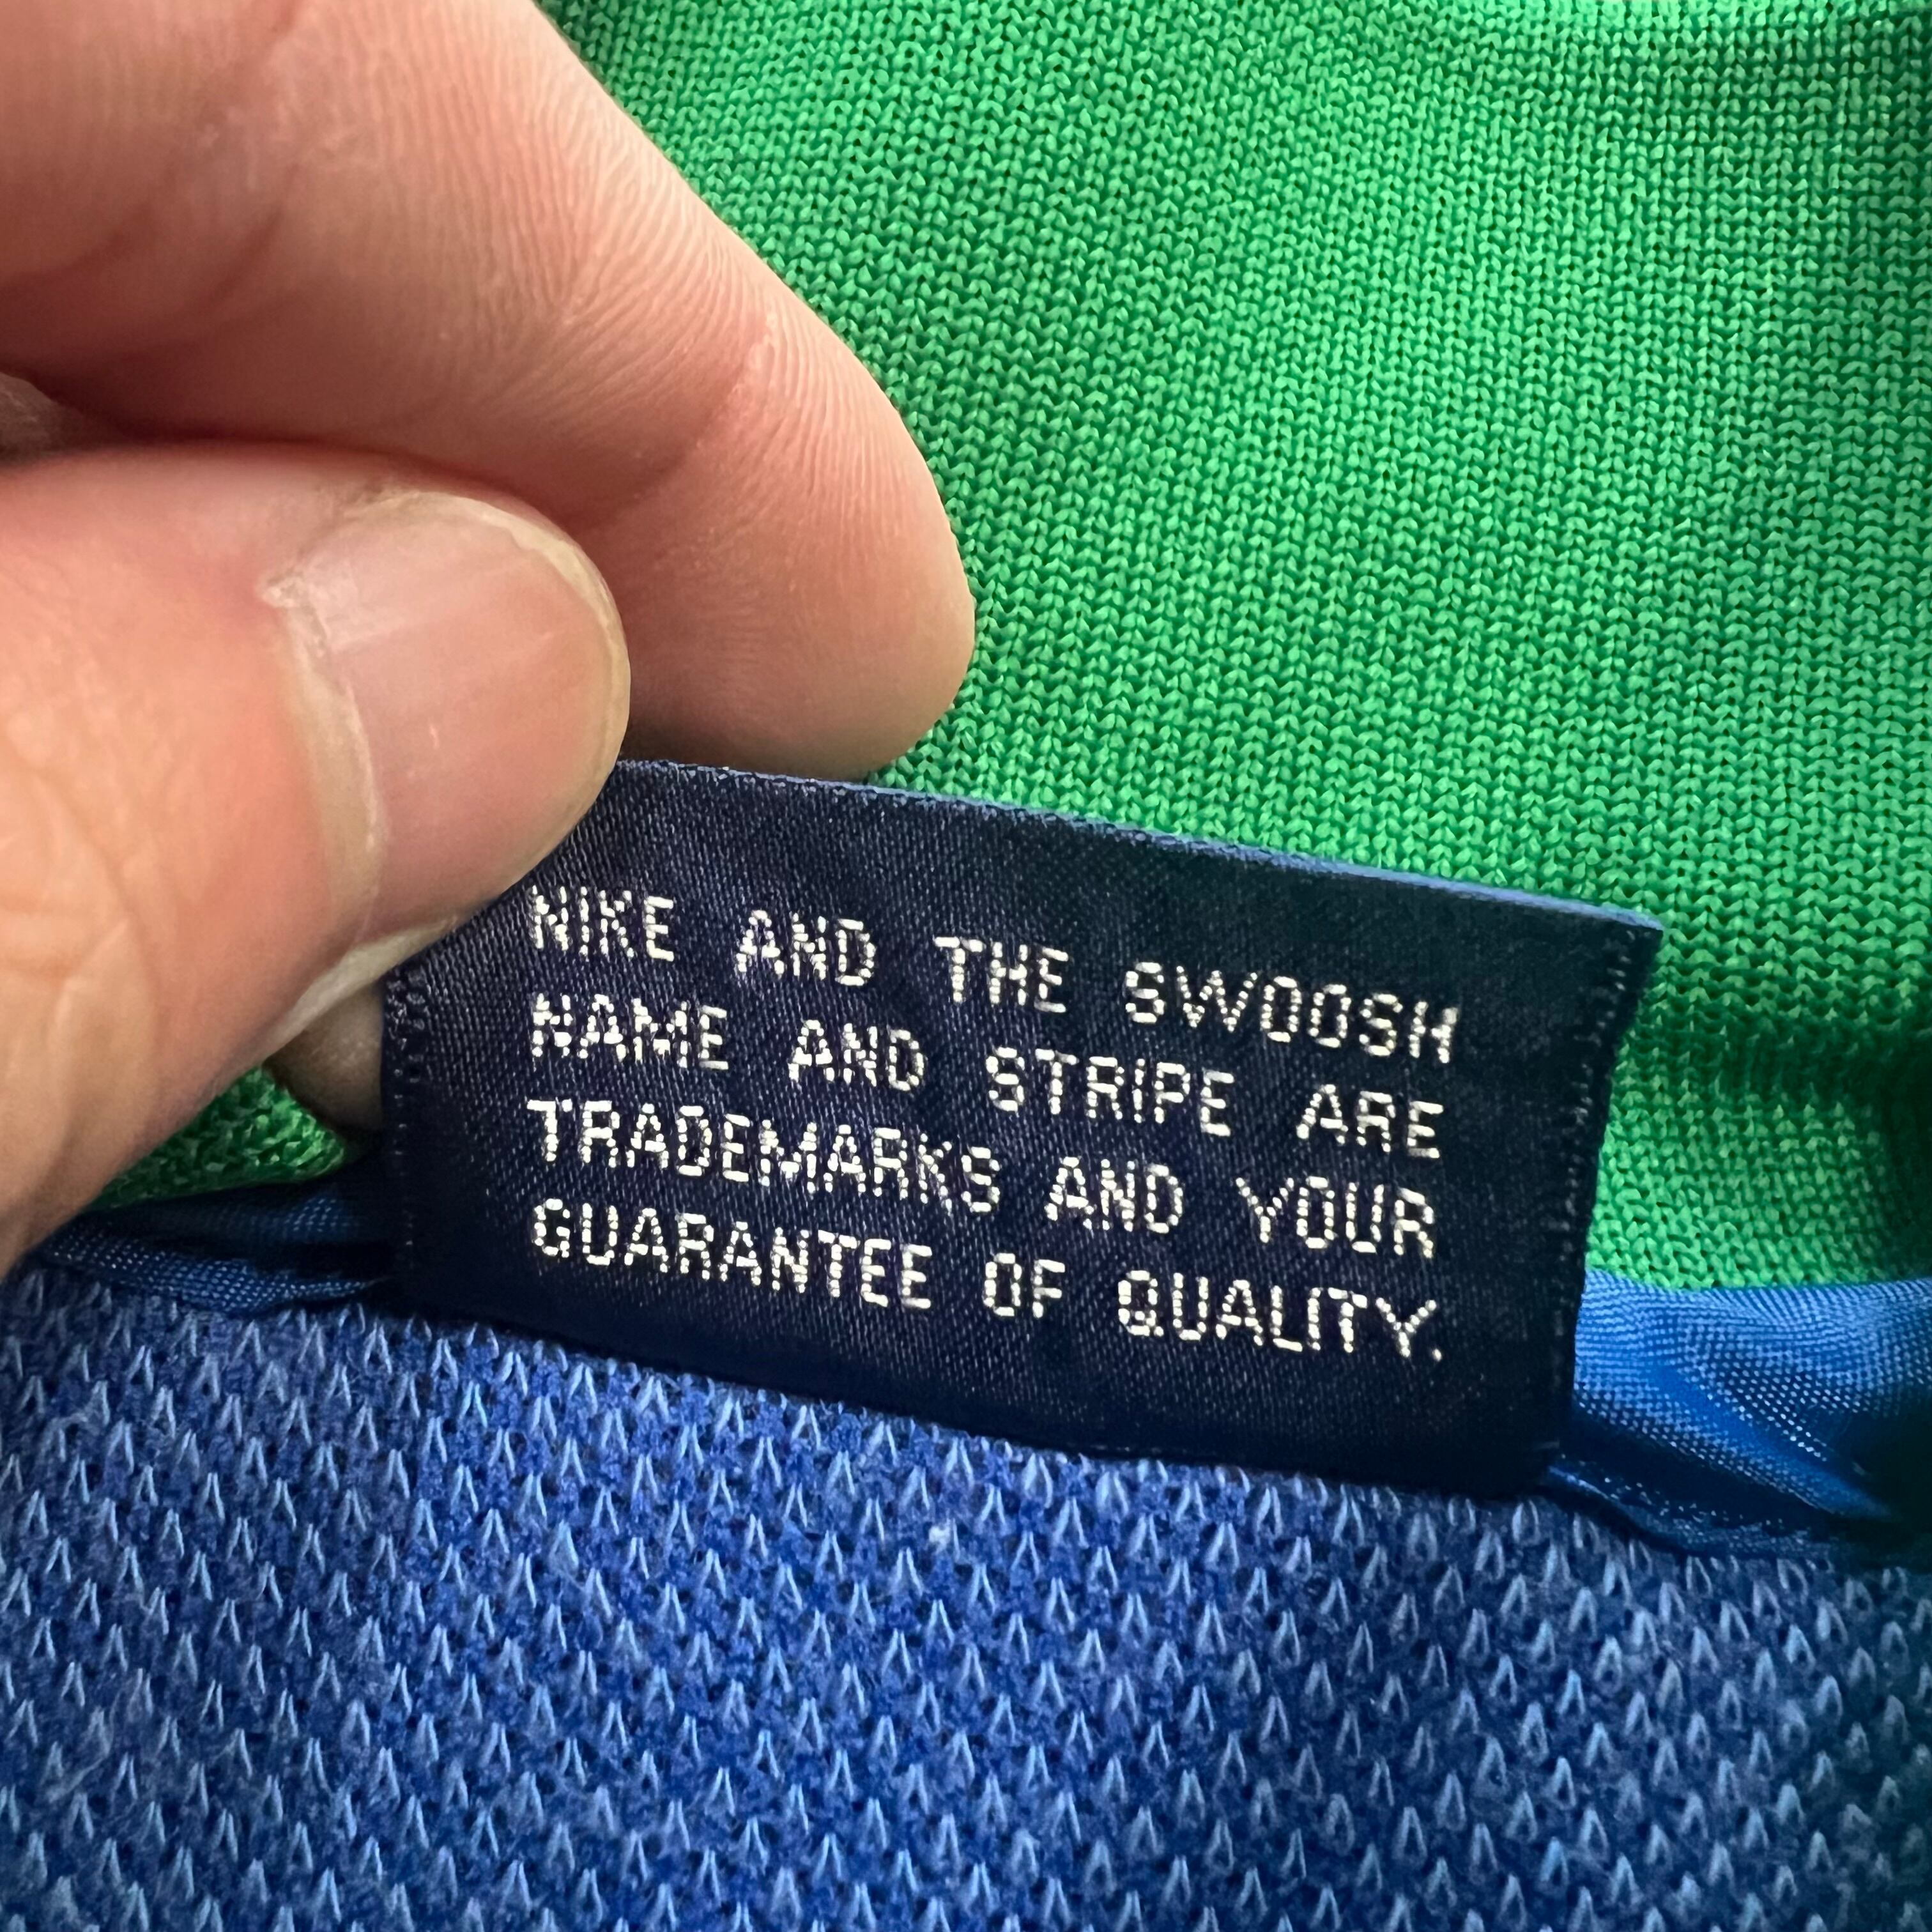 NIKE AND THE SWOOSH
NAME AND STRIPE ARE
TRADEMARKS AND YOUR
GUARANTEE OF QUALITY.